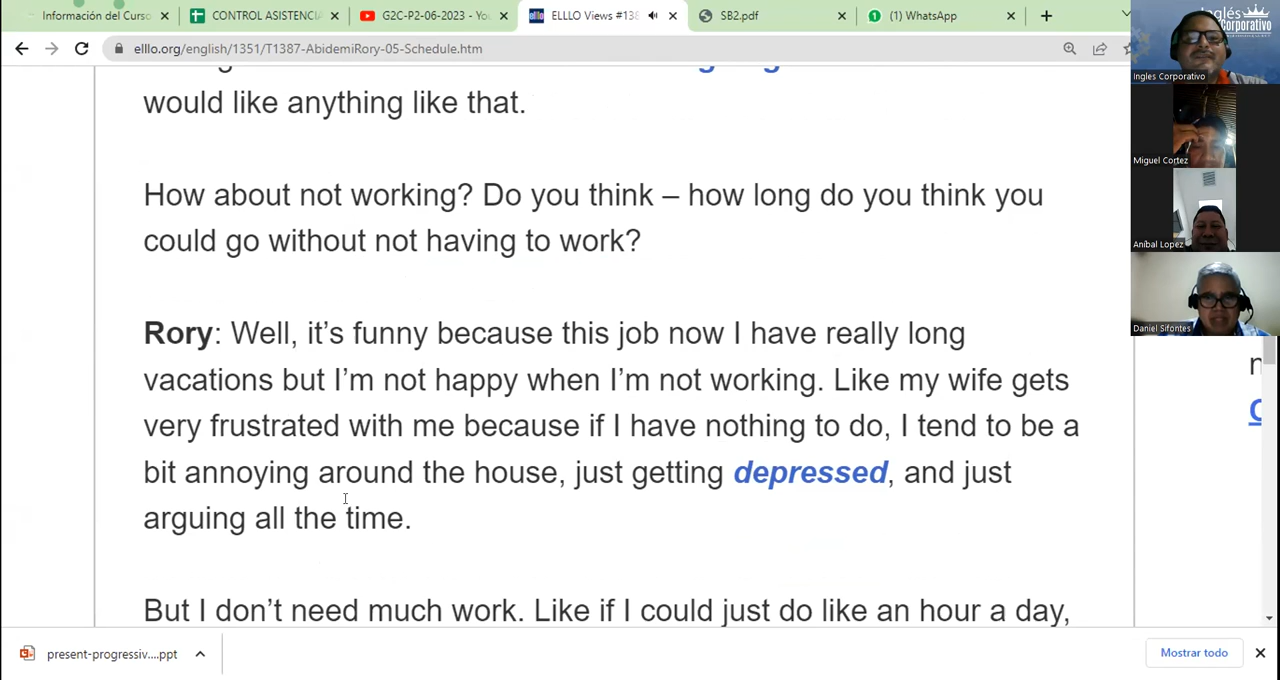 Información del Curso
CONTROL ASISTENCIA
G2C-P2-06-2023 - You
ELLLO Views #138
SB2.pdf
(1) WhatsApp
elllo.org/english/1351/T1387-AbidemiRory-05-Schedule.htm
Inglés
Corporativo
Ingles Corporativo
Miguel Cortez
Aníbal Lopez
Daniel Sifontes
would like anything like that.
How about not working? Do you think – how long do you think you
could go without not having to work?
Rory: Well, it’s funny because this job now I have really long
vacations but I’m not happy when I’m not working. Like my wife gets
very frustrated with me because if I have nothing to do, I tend to be a
bit annoying around the house, just getting depressed, and just
arguing all the time.
But I don’t need much work. Like if I could just do like an hour a day,
present-progressiv....ppt
Mostrar todo